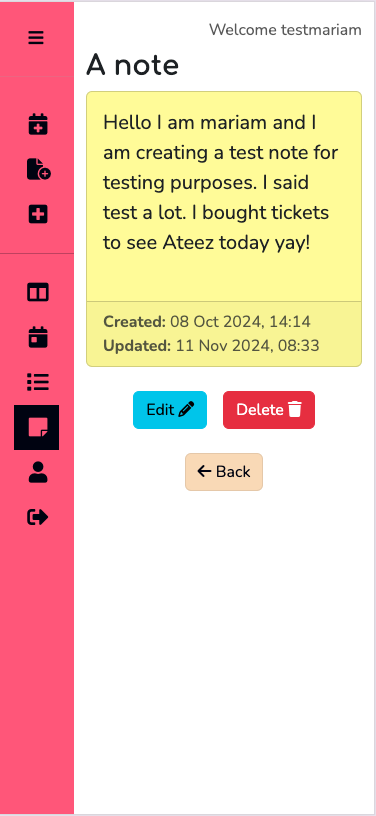 Welcome testmariam
A note
Hello I am mariam and I
am creating a test note for
testing purposes. I said
test a lot. I bought tickets
to see Ateez today yay!
Created: 08 Oct 2024, 14:14
Updated: 11 Nov 2024, 08:33
Edit
Delete
Back